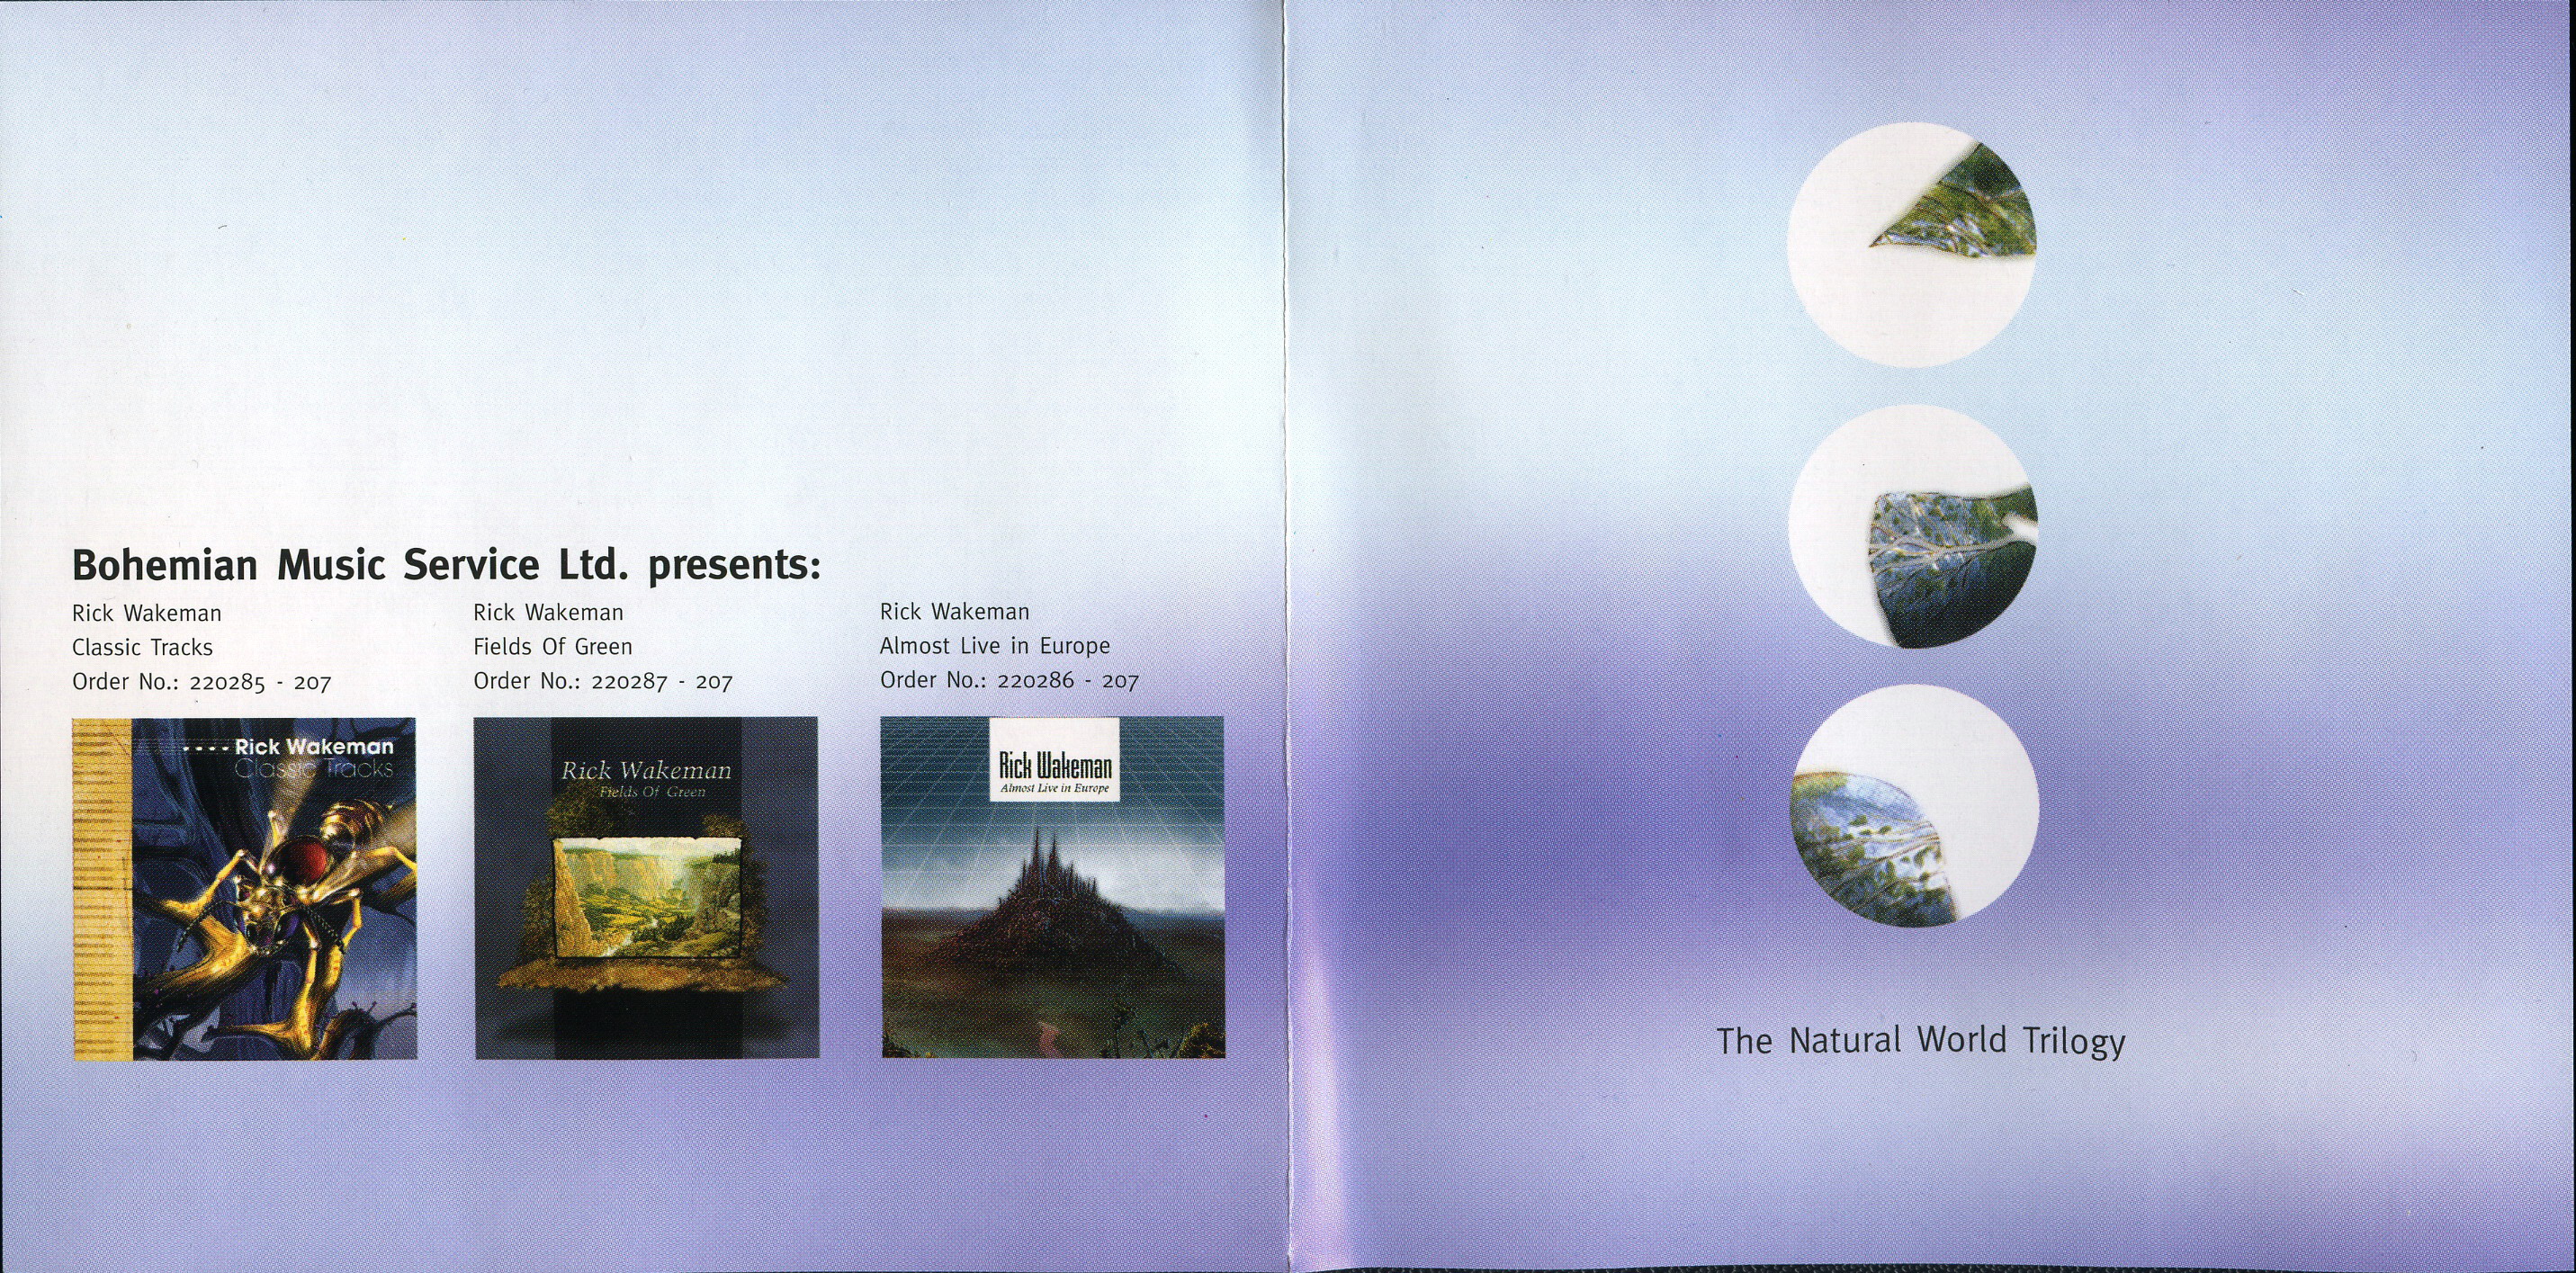 Bohemian Music Service Ltd. presents:
Rick Wakeman
Classic Tracks
Order No.: 220285 - 207
Rick Wakeman
Fields Of Green
Order No.: 220287 - 207
Rick Wakeman
Almost Live in Europe
Order No.: 220286 - 207
Rick Wakeman
Classic Tracks
Rick Wakeman
Fields Of Green
Rick Wakeman
Almost Live in Europe
The Natural World Trilogy